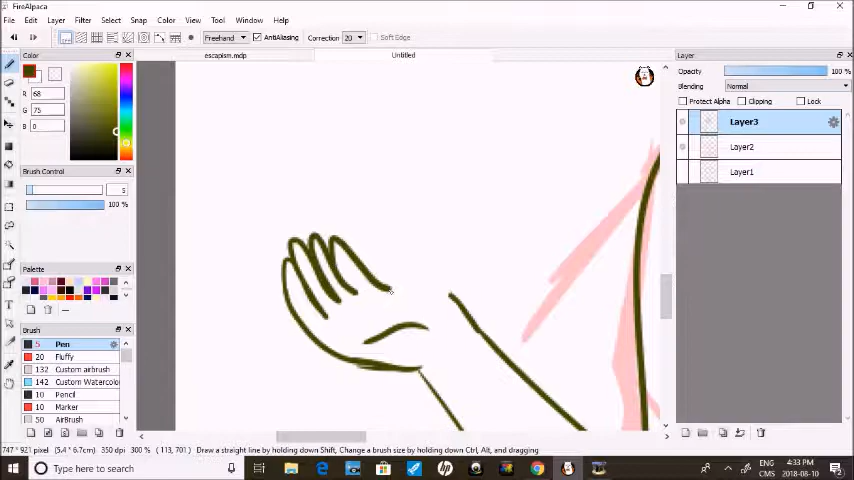 FireAlpaca
File Edit Layer Filter Select Snap Color View Tool Window Help
Freehand AntiAliasing Correction 20 Soft Edge
Color
escapism.mdp Untitled
Layer
R 68
G 75
B 0
Opacity 100 %
Blending Normal
Protect Alpha Clipping Lock
Layer3
Layer2
Layer1
Brush Control
5
100 %
Palette
Brush
5 Pen
20 Fluffy
132 Custom airbrush
142 Custom Watercolo
10 Pencil
10 Marker
50 AirBrush
747 * 921 pixel (5.4 * 6.7cm) 350 dpi 300 % ( 113, 701) Draw a straight line by holding down Shift, Change a brush size by holding down Ctrl, Alt, and dragging
Type here to search
hp
ENG
CMS
4:33 PM
2018-08-10
2